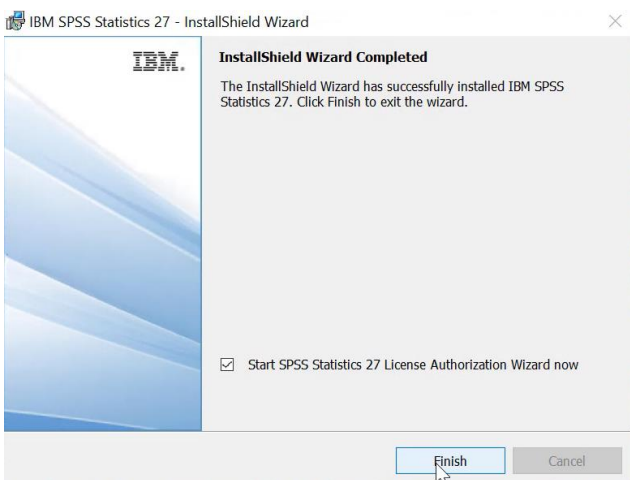 IBM SPSS Statistics 27 - InstallShield Wizard
IBM.
InstallShield Wizard Completed
The InstallShield Wizard has successfully installed IBM SPSS
Statistics 27. Click Finish to exit the wizard.
Start SPSS Statistics 27 License Authorization Wizard now
Finish
Cancel